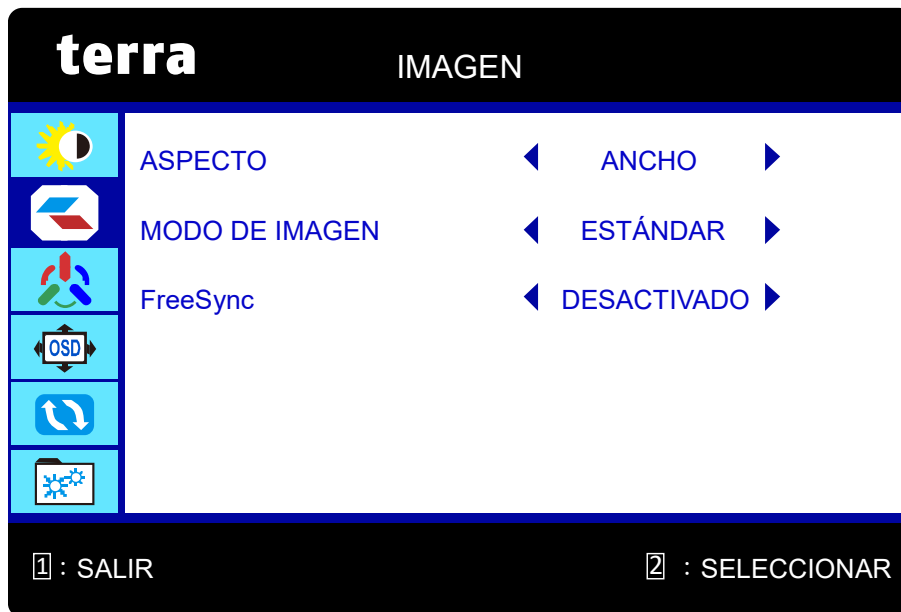 terra
IMAGEN
ASPECTO ANCHO
MODO DE IMAGEN ESTÁNDAR
FreeSync DESACTIVADO
OSD
1 : SALIR
2 : SELECCIONAR